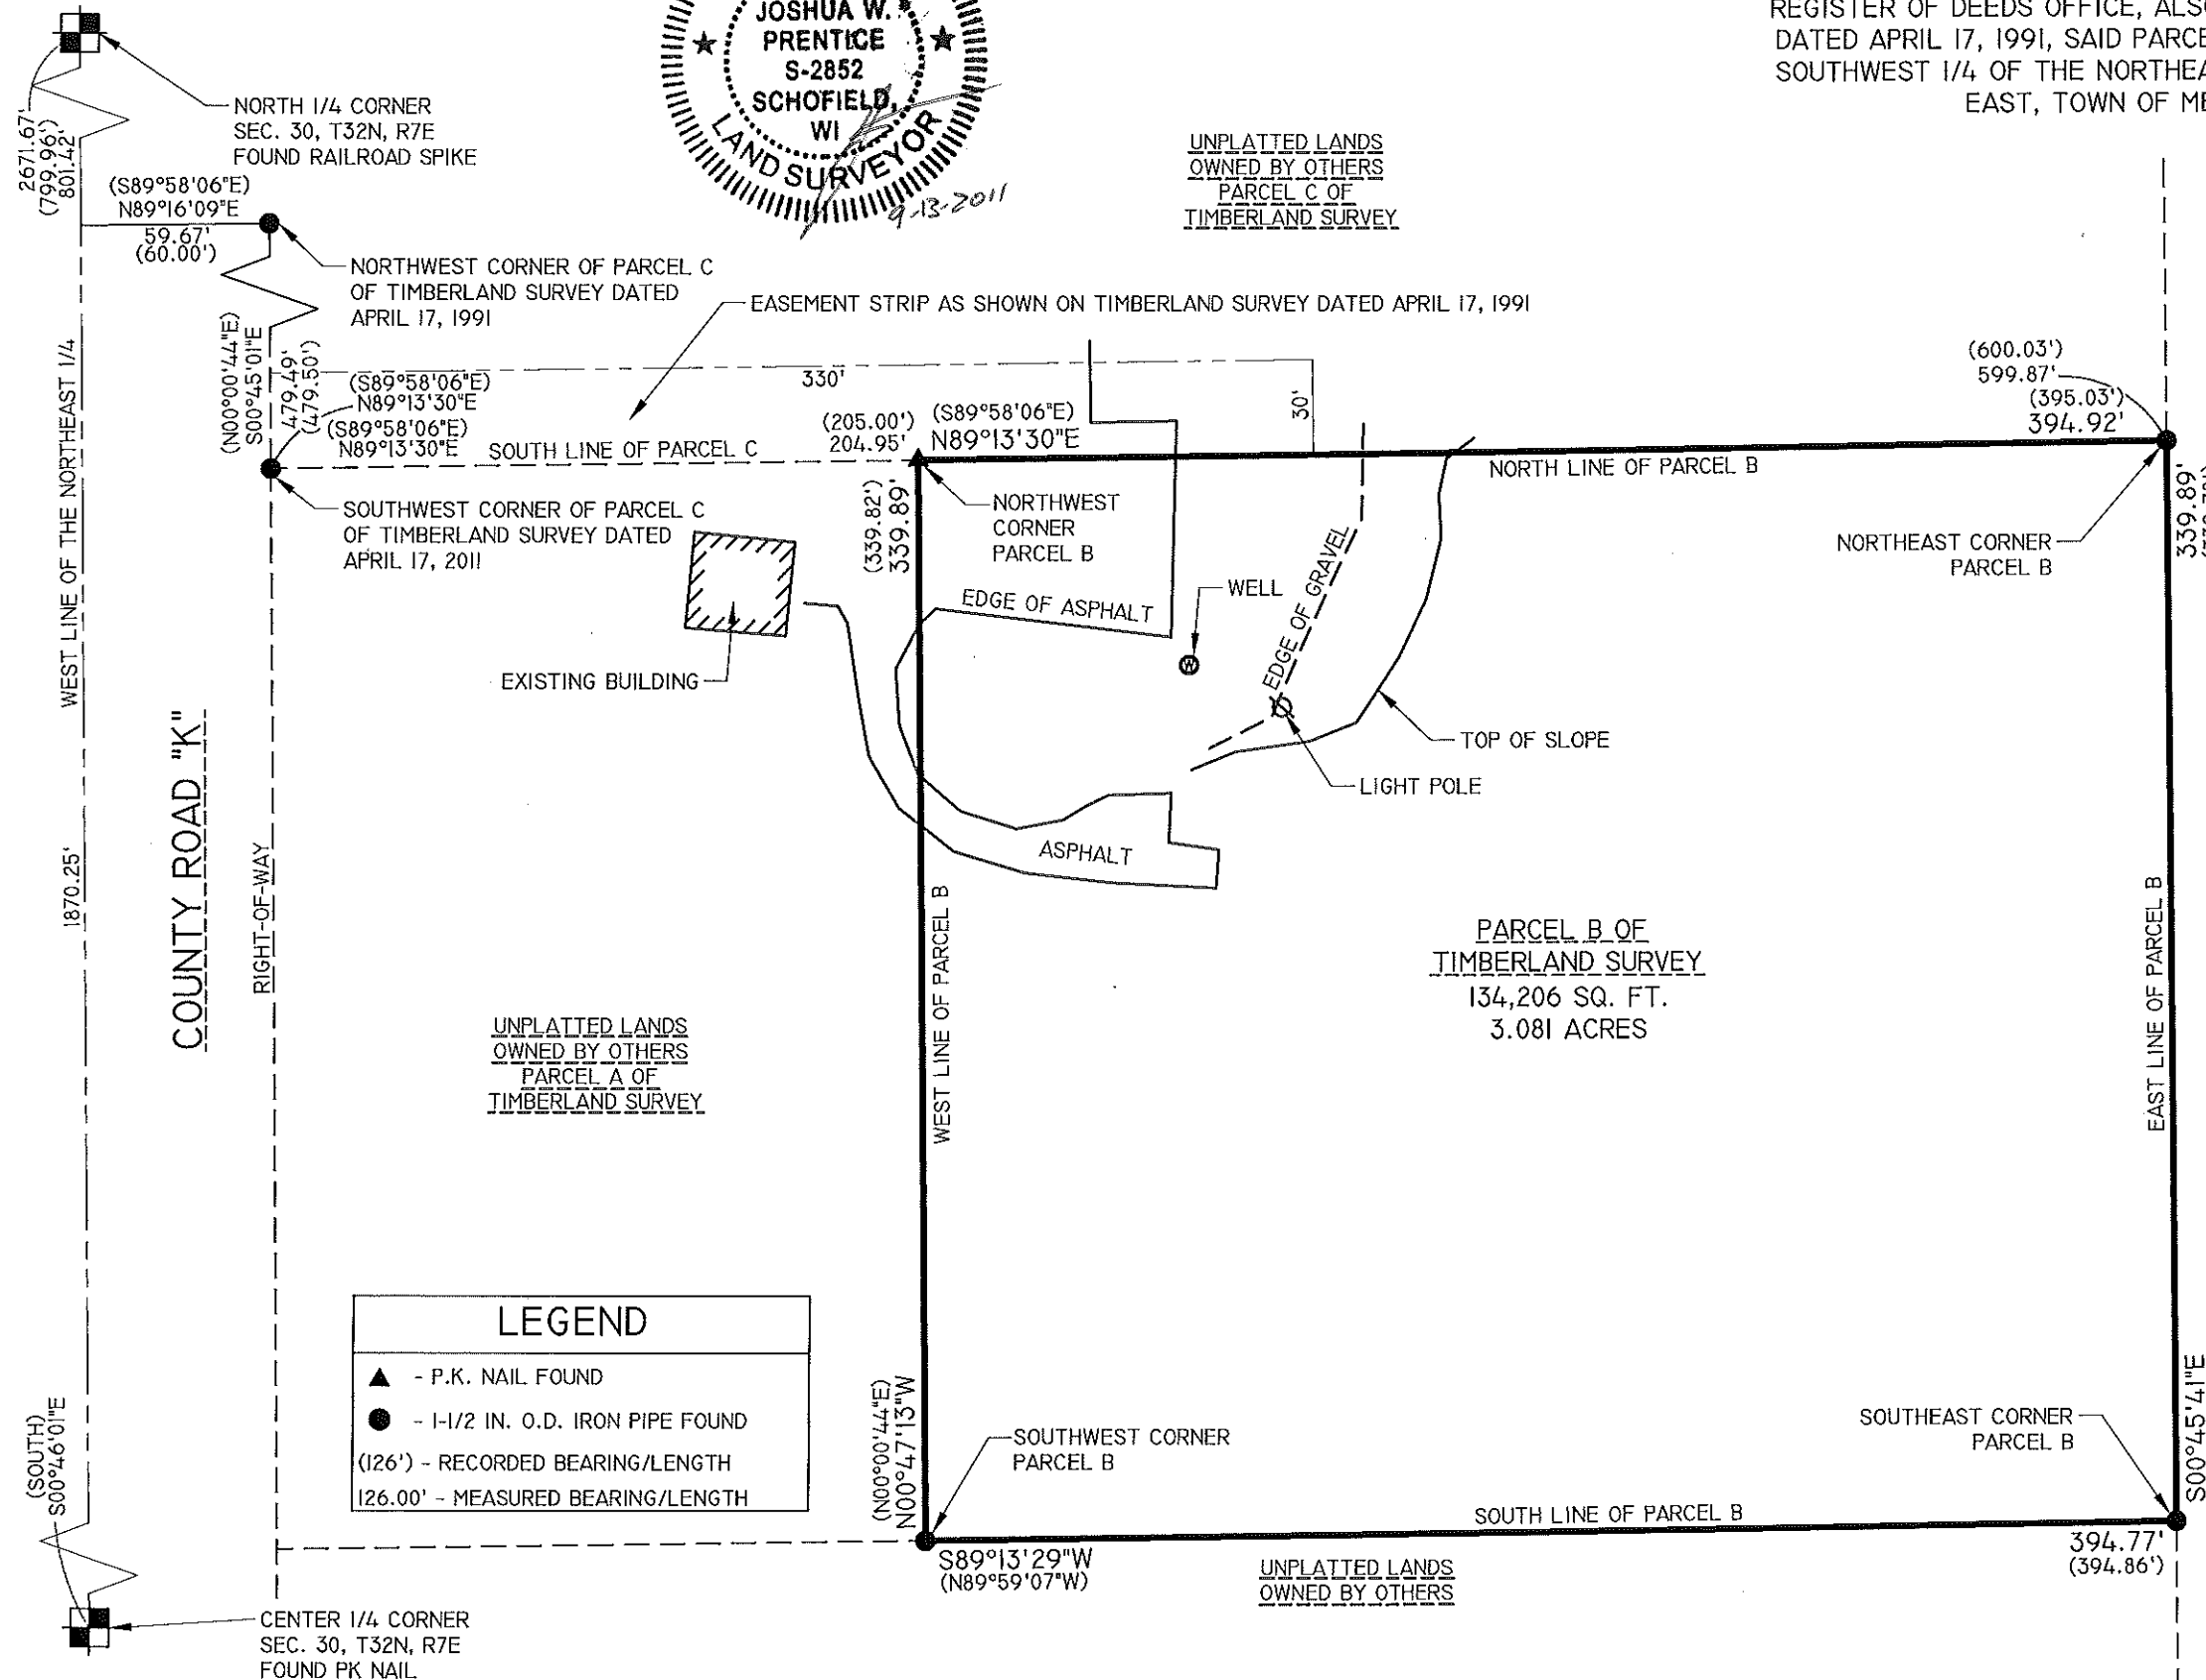 JOSHUA W.
PRENTICE
S-2852
SCHOFIELD,
WI
LAND SURVEYOR
9-13-2011
REGISTER OF DEEDS OFFICE, ALSO
DATED APRIL 17, 1991, SAID
SOUTHWEST 1/4 OF THE
EAST, TOWN OF
NORTH 1/4 CORNER
SEC. 30, T32N, R7E
FOUND RAILROAD SPIKE
2671.67'
(799.96')
801.42'
(S89°58'06"E)
N89°16'09"E
59.67'
(60.00')
NORTHWEST CORNER OF PARCEL C
OF TIMBERLAND SURVEY DATED
APRIL 17, 1991
UNPLATTED LANDS
OWNED BY OTHERS
PARCEL C OF
TIMBERLAND SURVEY
EASEMENT STRIP AS SHOWN ON TIMBERLAND SURVEY DATED APRIL 17, 1991
(N00°00'44"E)
S00°45'01"E
479.49'
(479.50')
330'
30'
(S89°58'06"E)
N89°13'30"E
(S89°58'06"E)
N89°13'30"E
SOUTH LINE OF PARCEL C
(205.00')
204.95'
(S89°58'06"E)
N89°13'30"E
(600.03')
599.87'
(395.03')
394.92'
NORTH LINE OF PARCEL B
SOUTHWEST CORNER OF PARCEL C
OF TIMBERLAND SURVEY DATED
APRIL 17, 2011
(339.82')
339.89'
NORTHWEST
CORNER
PARCEL B
NORTHEAST CORNER
PARCEL B
339.89'
WEST LINE OF THE NORTHEAST 1/4
EXISTING BUILDING
EDGE OF ASPHALT
WELL
W
EDGE OF GRAVEL
TOP OF SLOPE
LIGHT POLE
ASPHALT
COUNTY ROAD "K"
RIGHT-OF-WAY
1870.25'
WEST LINE OF PARCEL B
EAST LINE OF PARCEL B
PARCEL B OF
TIMBERLAND SURVEY
134,206 SQ. FT.
3.081 ACRES
UNPLATTED LANDS
OWNED BY OTHERS
PARCEL A OF
TIMBERLAND SURVEY
LEGEND
- P.K. NAIL FOUND
- 1-1/2 IN. O.D. IRON PIPE FOUND
(126') - RECORDED BEARING/LENGTH
126.00' - MEASURED BEARING/LENGTH
(SOUTH)
S00°46'01"E
(N00°00'44"E)
N00°47'13"W
SOUTHWEST CORNER
PARCEL B
SOUTHEAST CORNER
PARCEL B
S00°45'41"E
SOUTH LINE OF PARCEL B
S89°13'29"W
(N89°59'07"W)
394.77'
(394.86')
UNPLATTED LANDS
OWNED BY OTHERS
CENTER 1/4 CORNER
SEC. 30, T32N, R7E
FOUND PK NAIL